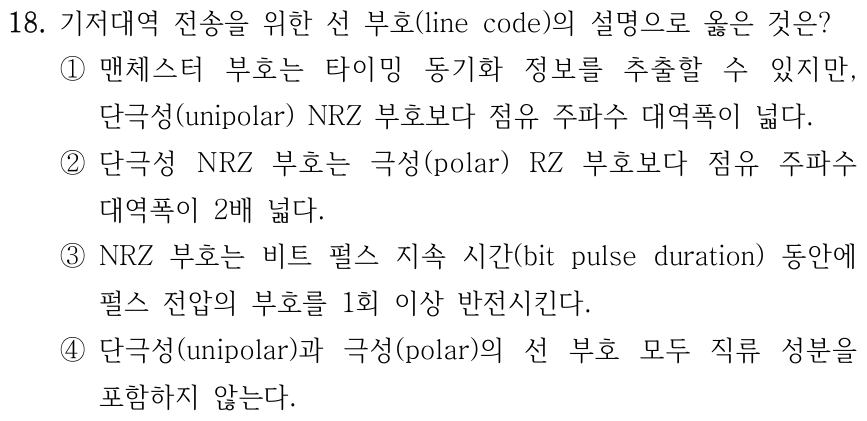 18. 기저대역 전송을 위한 선 부호(line code)의 설명으로 옳은 것은?
① 맨체스터 부호는 타이밍 동기화 정보를 추출할 수 있지만,
단극성(unipolar) NRZ 부호보다 점유 주파수 대역폭이 넓다.
② 단극성 NRZ 부호는 극성(polar) RZ 부호보다 점유 주파수
대역폭이 2배 넓다.
③ NRZ 부호는 비트 펄스 지속 시간(bit pulse duration) 동안에
펄스 전압의 부호를 1회 이상 반전시킨다.
④ 단극성(unipolar)과 극성(polar)의 선 부호 모두 직류 성분을
포함하지 않는다.